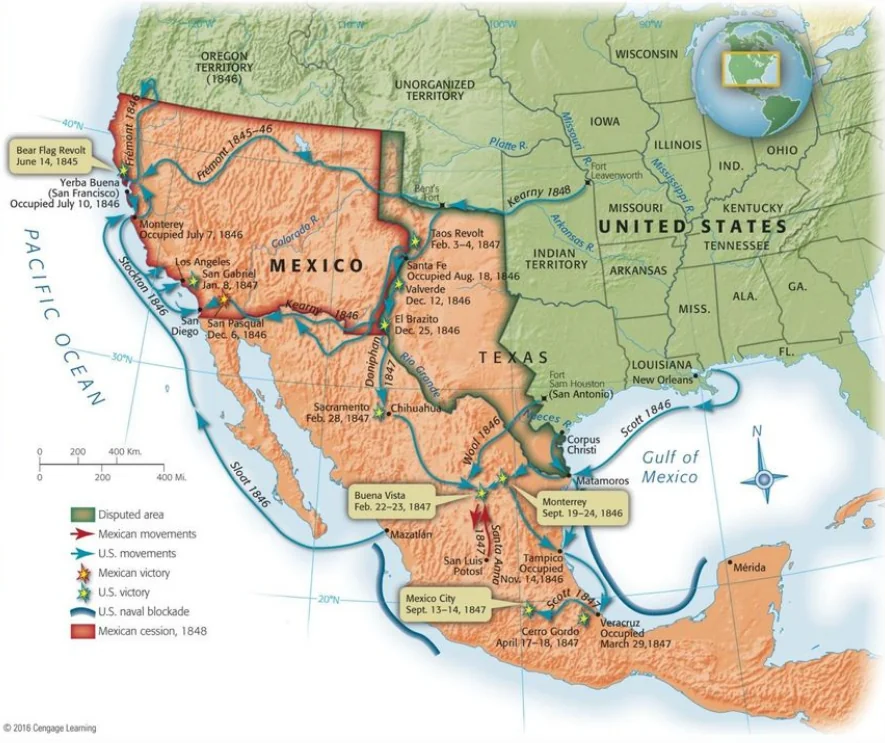 90°W
80°W
110°W
100°W
OREGON
TERRITORY
(1846)
UNORGANIZED
TERRITORY
WISCONSIN
IOWA
ILLINOIS
IND.
OHIO
MISSOURI
KENTUCKY
UNITED STATES
TENNESSEE
INDIAN
TERRITORY
ARKANSAS
MISS.
ALA.
GA.
LOUISIANA
FL.
New Orleans
40°N
Frémont 1846
Bear Flag Revolt
June 14, 1845
Yerba Buena
(San Francisco)
Occupied July 10, 1846
Monterey
Occupied July 7, 1846
Frémont 1845–46
Platte R.
Missouri R.
Mississippi R.
Fort
Leavenworth
Bent's
Fort
Kearny 1848
Arkansas R.
Colorado R.
Taos Revolt
Feb. 3–4, 1847
MEXICO
Santa Fe
Occupied Aug. 18, 1846
Valverde
Dec. 12, 1846
El Brazito
Dec. 25, 1846
Los Angeles
San Gabriel
Jan. 8, 1847
Stockton 1846
San
Diego
San Pasqual
Dec. 6, 1846
Kearny 1846
PACIFIC OCEAN
30°N
Doniphan 1847
Rio Grande
TEXAS
Fort
Sam Houston
(San Antonio)
Nueces R.
Corpus
Christi
Scott 1846
Gulf of
Mexico
N
Sacramento
Feb. 28, 1847
Chihuahua
Wool 1846
Matamoros
Buena Vista
Feb. 22–23, 1847
Monterrey
Sept. 19–24, 1846
Sloat 1846
Mazatlán
Santa Anna
1847
San Luis
Potosí
Tampico
Occupied
Nov. 14,1846
Mérida
20°N
Mexico City
Sept. 13–14, 1847
Scott 1847
Cerro Gordo
April 17–18, 1847
Veracruz
Occupied
March 29,1847
0 200 400 Km.
0 200 400 Mi.
Disputed area
Mexican movements
U.S. movements
Mexican victory
U.S. victory
U.S. naval blockade
Mexican cession, 1848
© 2016 Cengage Learning